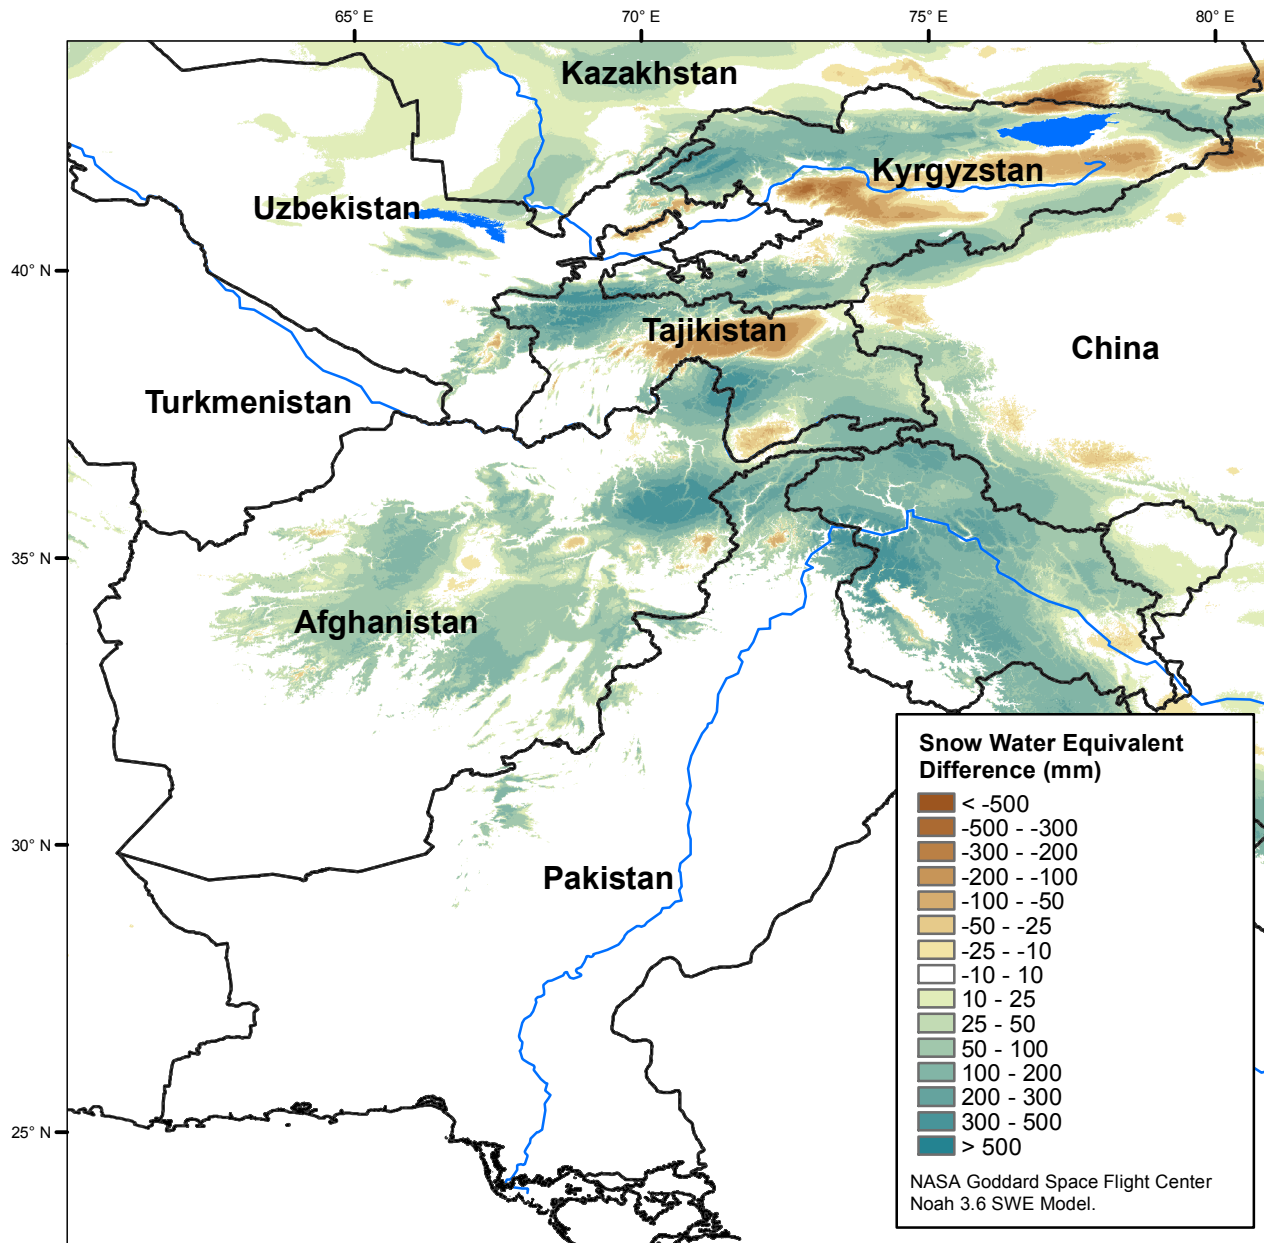 65° E
70° E
75° E
80° E
Kazakhstan
Kyrgyzstan
Uzbekistan
40° N
Tajikistan
China
Turkmenistan
35° N
Afghanistan
Snow Water Equivalent
Difference (mm)
< -500
-500 - -300
-300 - -200
-200 - -100
-100 - -50
-50 - -25
-25 - -10
-10 - 10
10 - 25
25 - 50
50 - 100
100 - 200
200 - 300
300 - 500
> 500
NASA Goddard Space Flight Center
Noah 3.6 SWE Model.
30° N
Pakistan
25° N